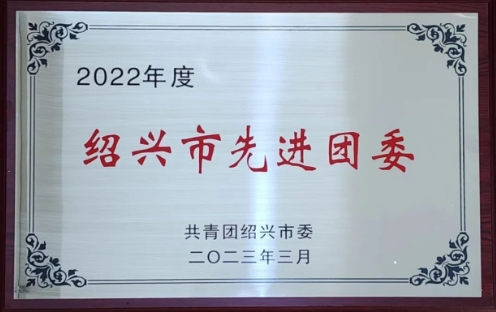 2022年度
绍兴市先进团委
共青团绍兴市委
二〇二三年三月